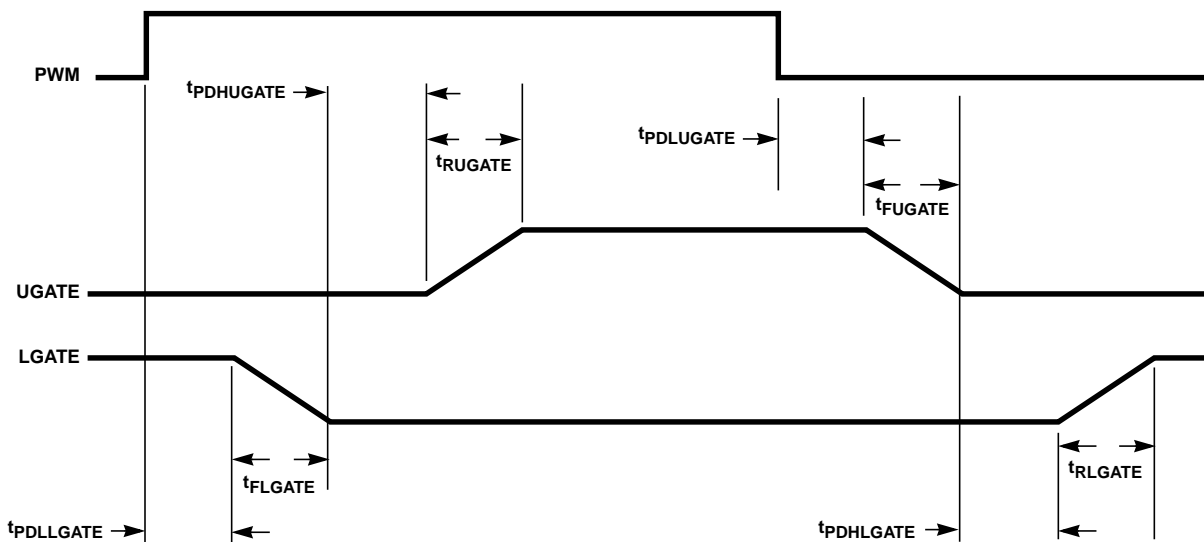 PWM
tPDHUGATE
tRUGATE
tPDLUGATE
tFUGATE
UGATE
LGATE
tFLGATE
tRLGATE
tPDLLGATE
tPDHLGATE